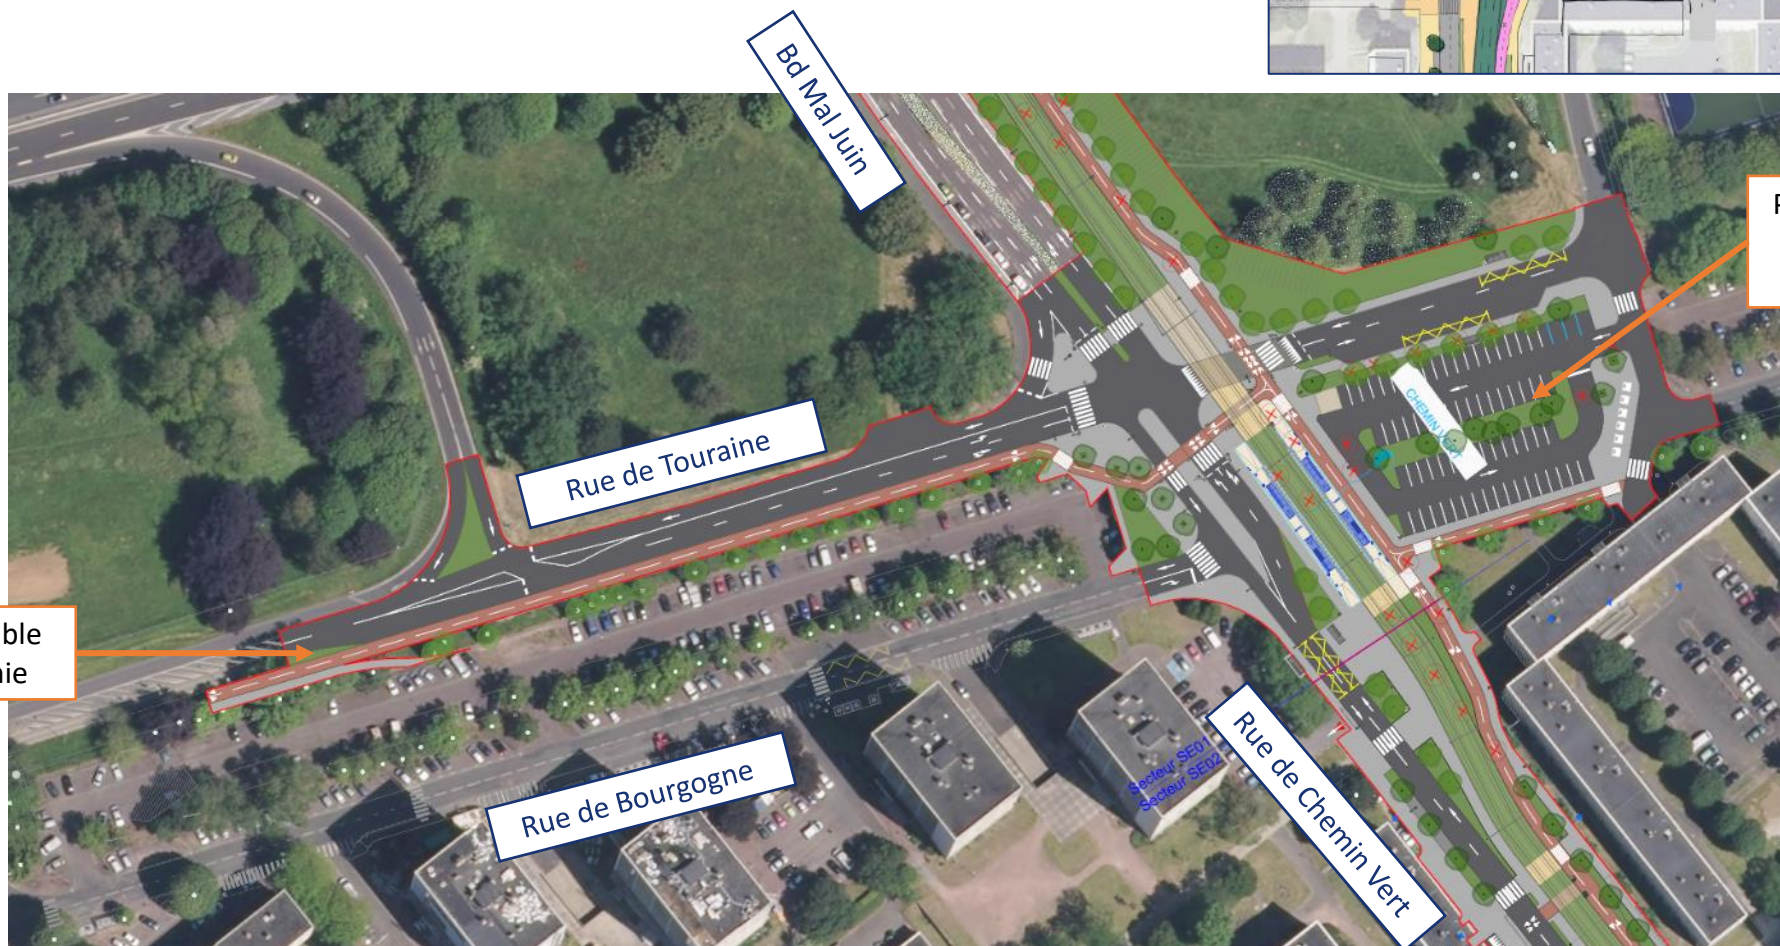 Bd Mal Juin
P
CHEMIN VERT
Rue de Touraine
ble
nie
Rue de Bourgogne
Secteur SE01
Secteur SE02
Rue de Chemin Vert